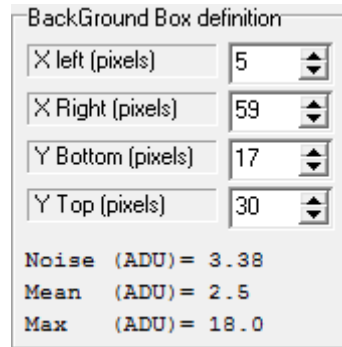 BackGround Box definition
X left (pixels) 5
X Right (pixels) 59
Y Bottom (pixels) 17
Y Top (pixels) 30
Noise (ADU)= 3.38
Mean (ADU)= 2.5
Max (ADU)= 18.0